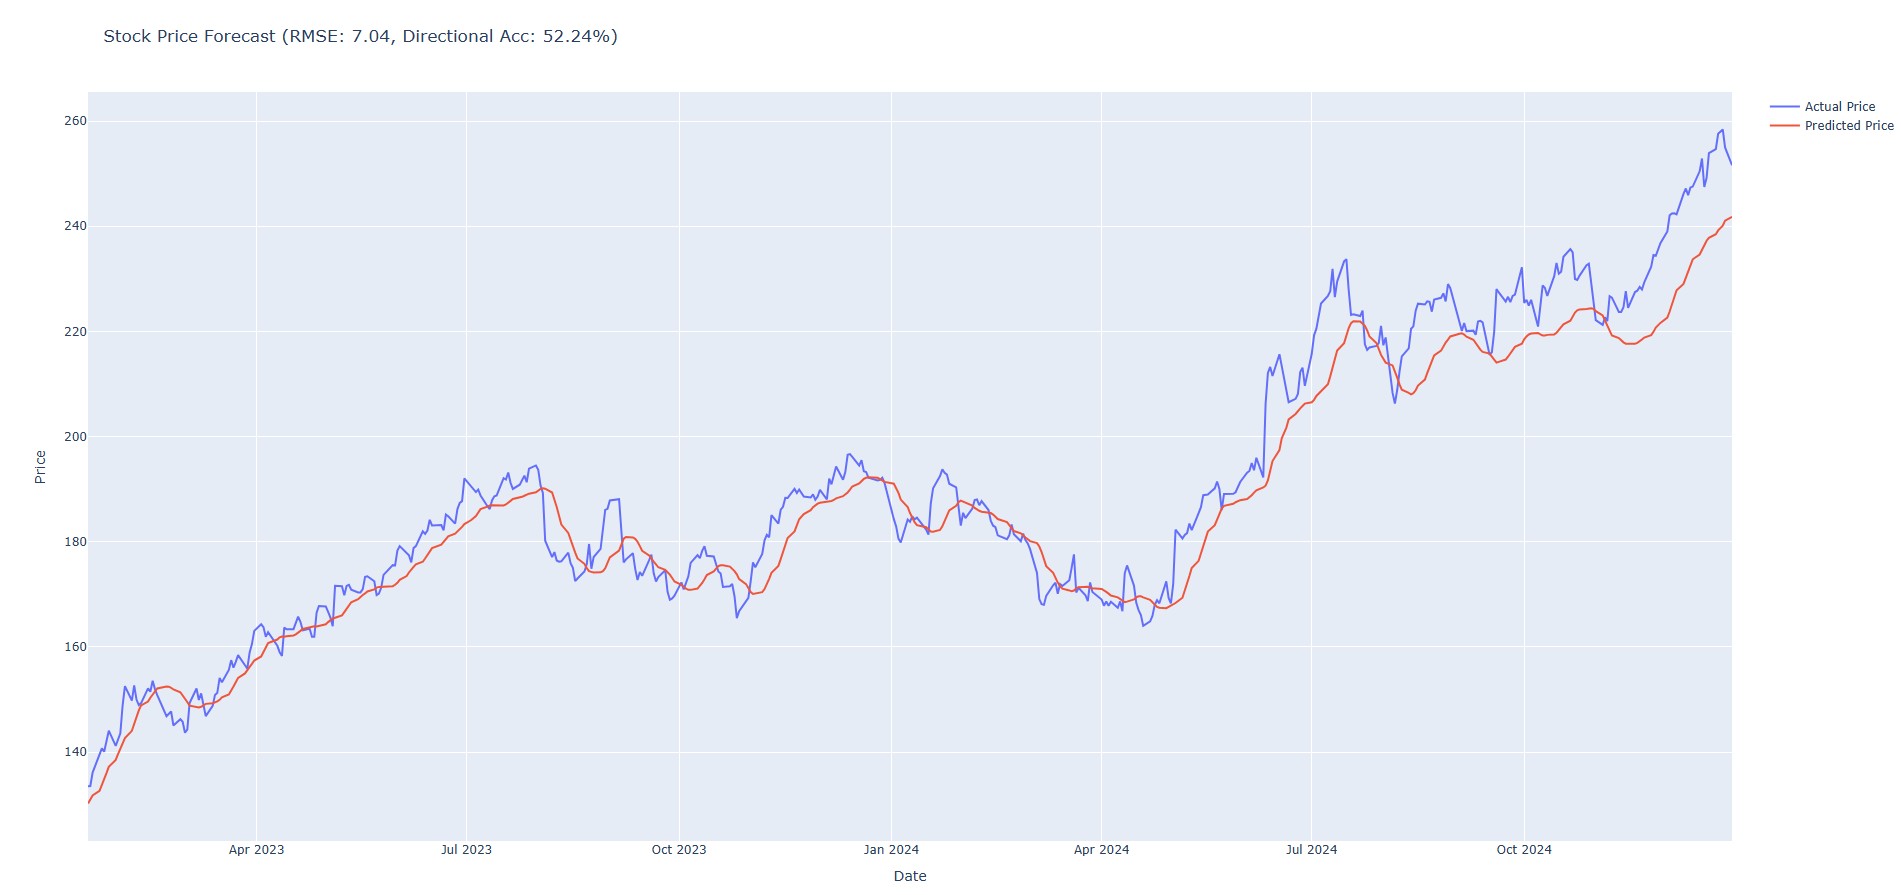 Stock Price Forecast (RMSE: 7.04, Directional Acc: 52.24%)
Actual Price
Predicted Price
260
240
220
200
180
160
140
Price
Apr 2023
Jul 2023
Oct 2023
Jan 2024
Apr 2024
Jul 2024
Oct 2024
Date